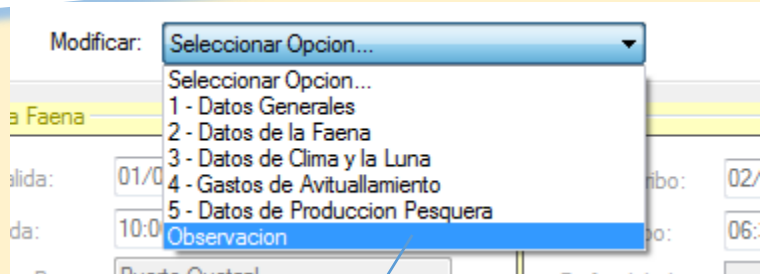 Modificar: Seleccionar Opcion...
Seleccionar Opcion...
1 - Datos Generales
a Faena
2 - Datos de la Faena
3 - Datos de Clima y la Luna
alida: 01/0 ribo: 02/
4 - Gastos de Avituallamiento
5 - Datos de Produccion Pesquera
da: 10:0 bo: 06:
Observacion